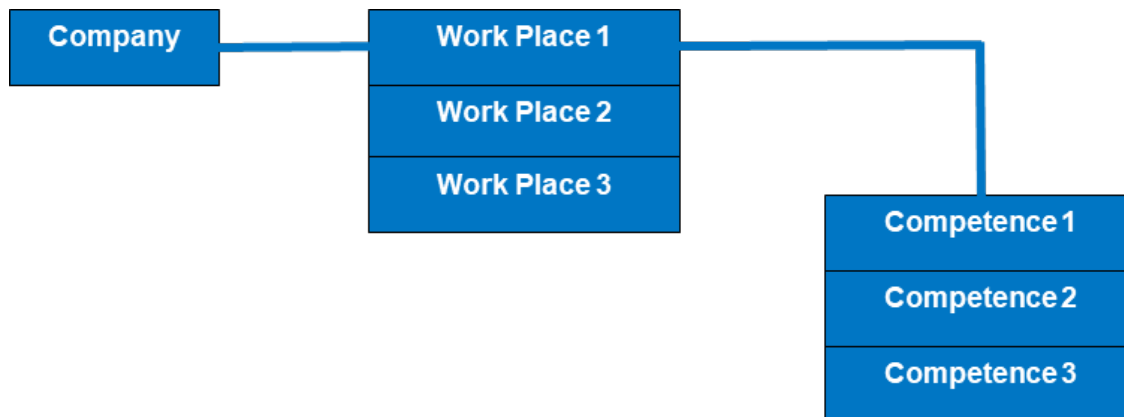 Company
Work Place 1
Work Place 2
Work Place 3
Competence 1
Competence 2
Competence 3